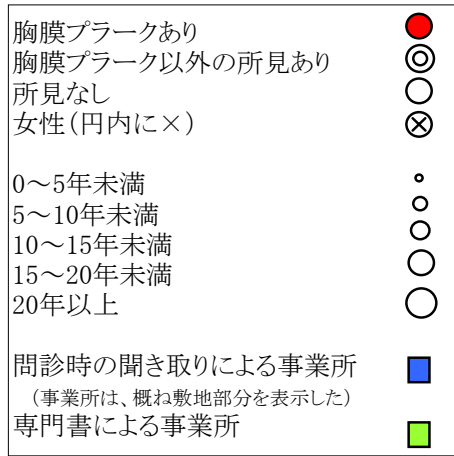 胸膜プラークあり
胸膜プラーク以外の所見あり
所見なし
女性(円内に×)
0～5年未満
5～10年未満
10～15年未満
15～20年未満
20年以上
問診時の聞き取りによる事業所
（事業所は、概ね敷地部分を表示した）
専門書による事業所